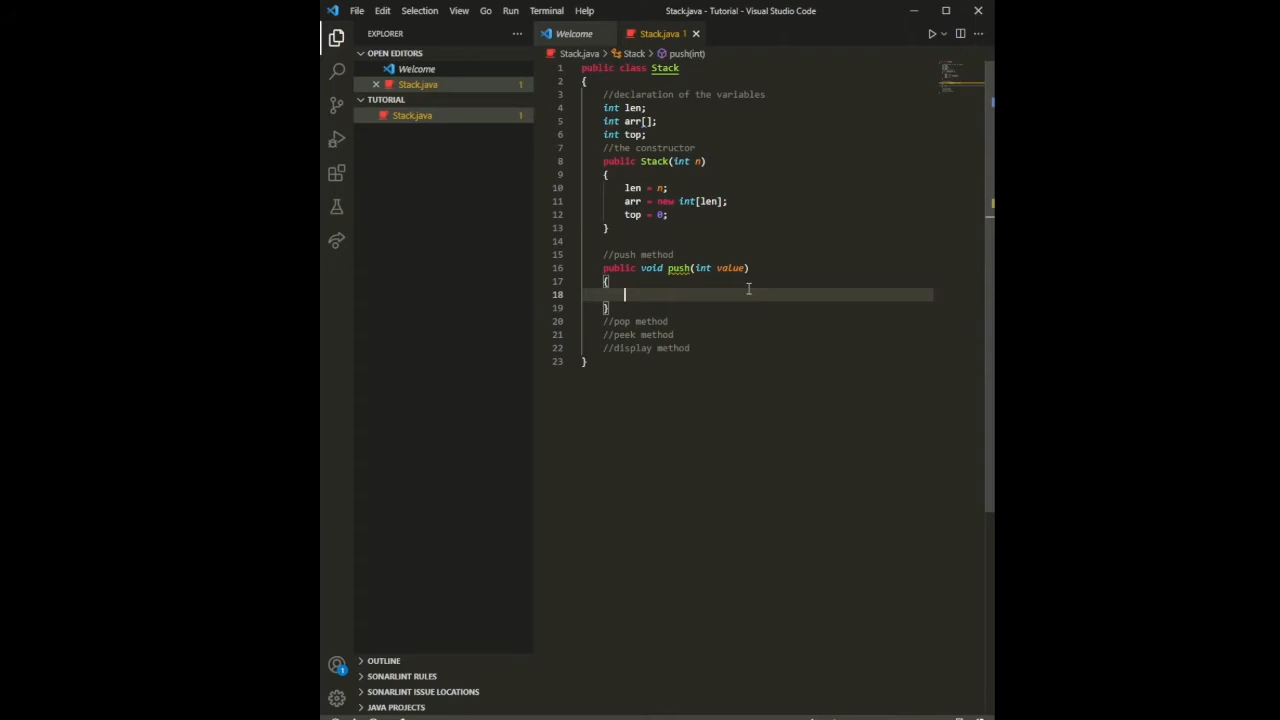 File Edit Selection View Go Run Terminal Help Stack.java - Tutorial - Visual Studio Code
EXPLORER
OPEN EDITORS
Welcome
Stack.java 1
TUTORIAL
Stack.java 1
OUTLINE
SONARLINT RULES
SONARLINT ISSUE LOCATIONS
JAVA PROJECTS
1
Welcome Stack.java 1
Stack.java > Stack > push(int)
1 public class Stack
2 {
3 //declaration of the variables
4 int len;
5 int arr[];
6 int top;
7 //the constructor
8 public Stack(int n)
9 {
10 len = n;
11 arr = new int[len];
12 top = 0;
13 }
14
15 //push method
16 public void push(int value)
17 {
18
19 }
20 //pop method
21 //peek method
22 //display method
23 }